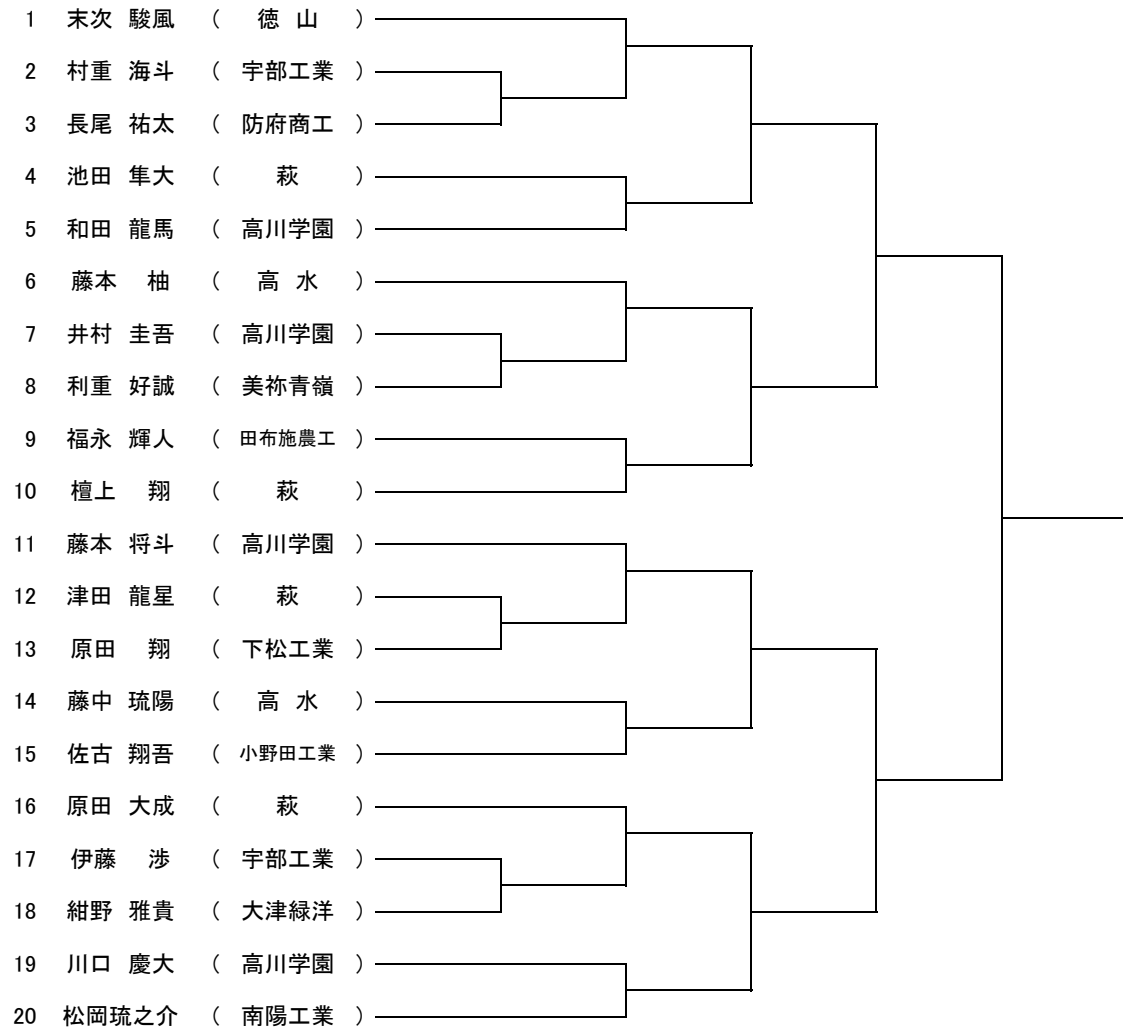 1 末次 駿風 ( 徳 山 )
2 村重 海斗 ( 宇部工業 )
3 長尾 祐太 ( 防府商工 )
4 池田 隼大 ( 萩 )
5 和田 龍馬 ( 高川学園 )
6 藤本 柚 ( 高 水 )
7 井村 圭吾 ( 高川学園 )
8 利重 好誠 ( 美祢青嶺 )
9 福永 輝人 ( 田布施農工 )
10 檀上 翔 ( 萩 )
11 藤本 将斗 ( 高川学園 )
12 津田 龍星 ( 萩 )
13 原田 翔 ( 下松工業 )
14 藤中 琉陽 ( 高 水 )
15 佐古 翔吾 ( 小野田工業 )
16 原田 大成 ( 萩 )
17 伊藤 渉 ( 宇部工業 )
18 紺野 雅貴 ( 大津緑洋 )
19 川口 慶大 ( 高川学園 )
20 松岡琉之介 ( 南陽工業 )